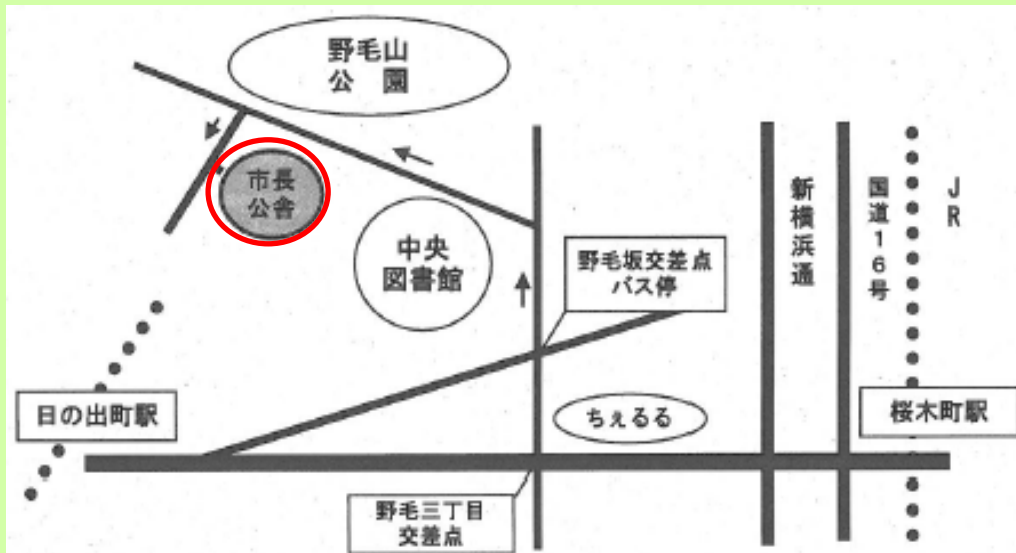 野毛山
公　園
市長
公舎
中央
図書館
野毛坂交差点
バス停
新横浜通
国道16号
JR
日の出町駅
ちぇるる
桜木町駅
野毛三丁目
交差点